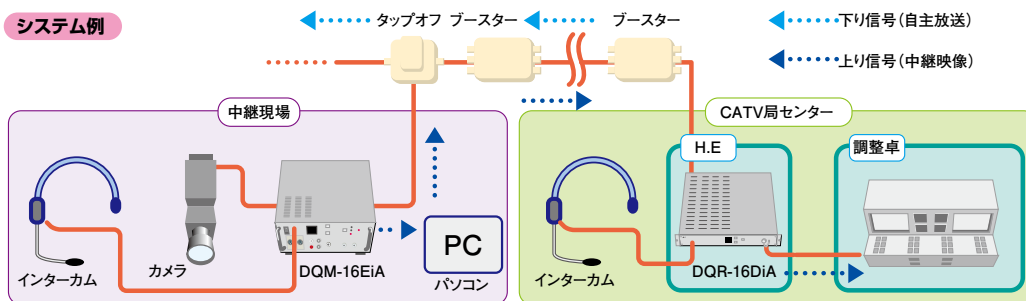 システム例
タップオフ ブースター
ブースター
下り信号(自主放送)
上り信号(中継映像)
中継現場
CATV局センター
H.E
調整卓
PC
インターカム
カメラ
DQM-16EiA
パソコン
インターカム
DQR-16DiA